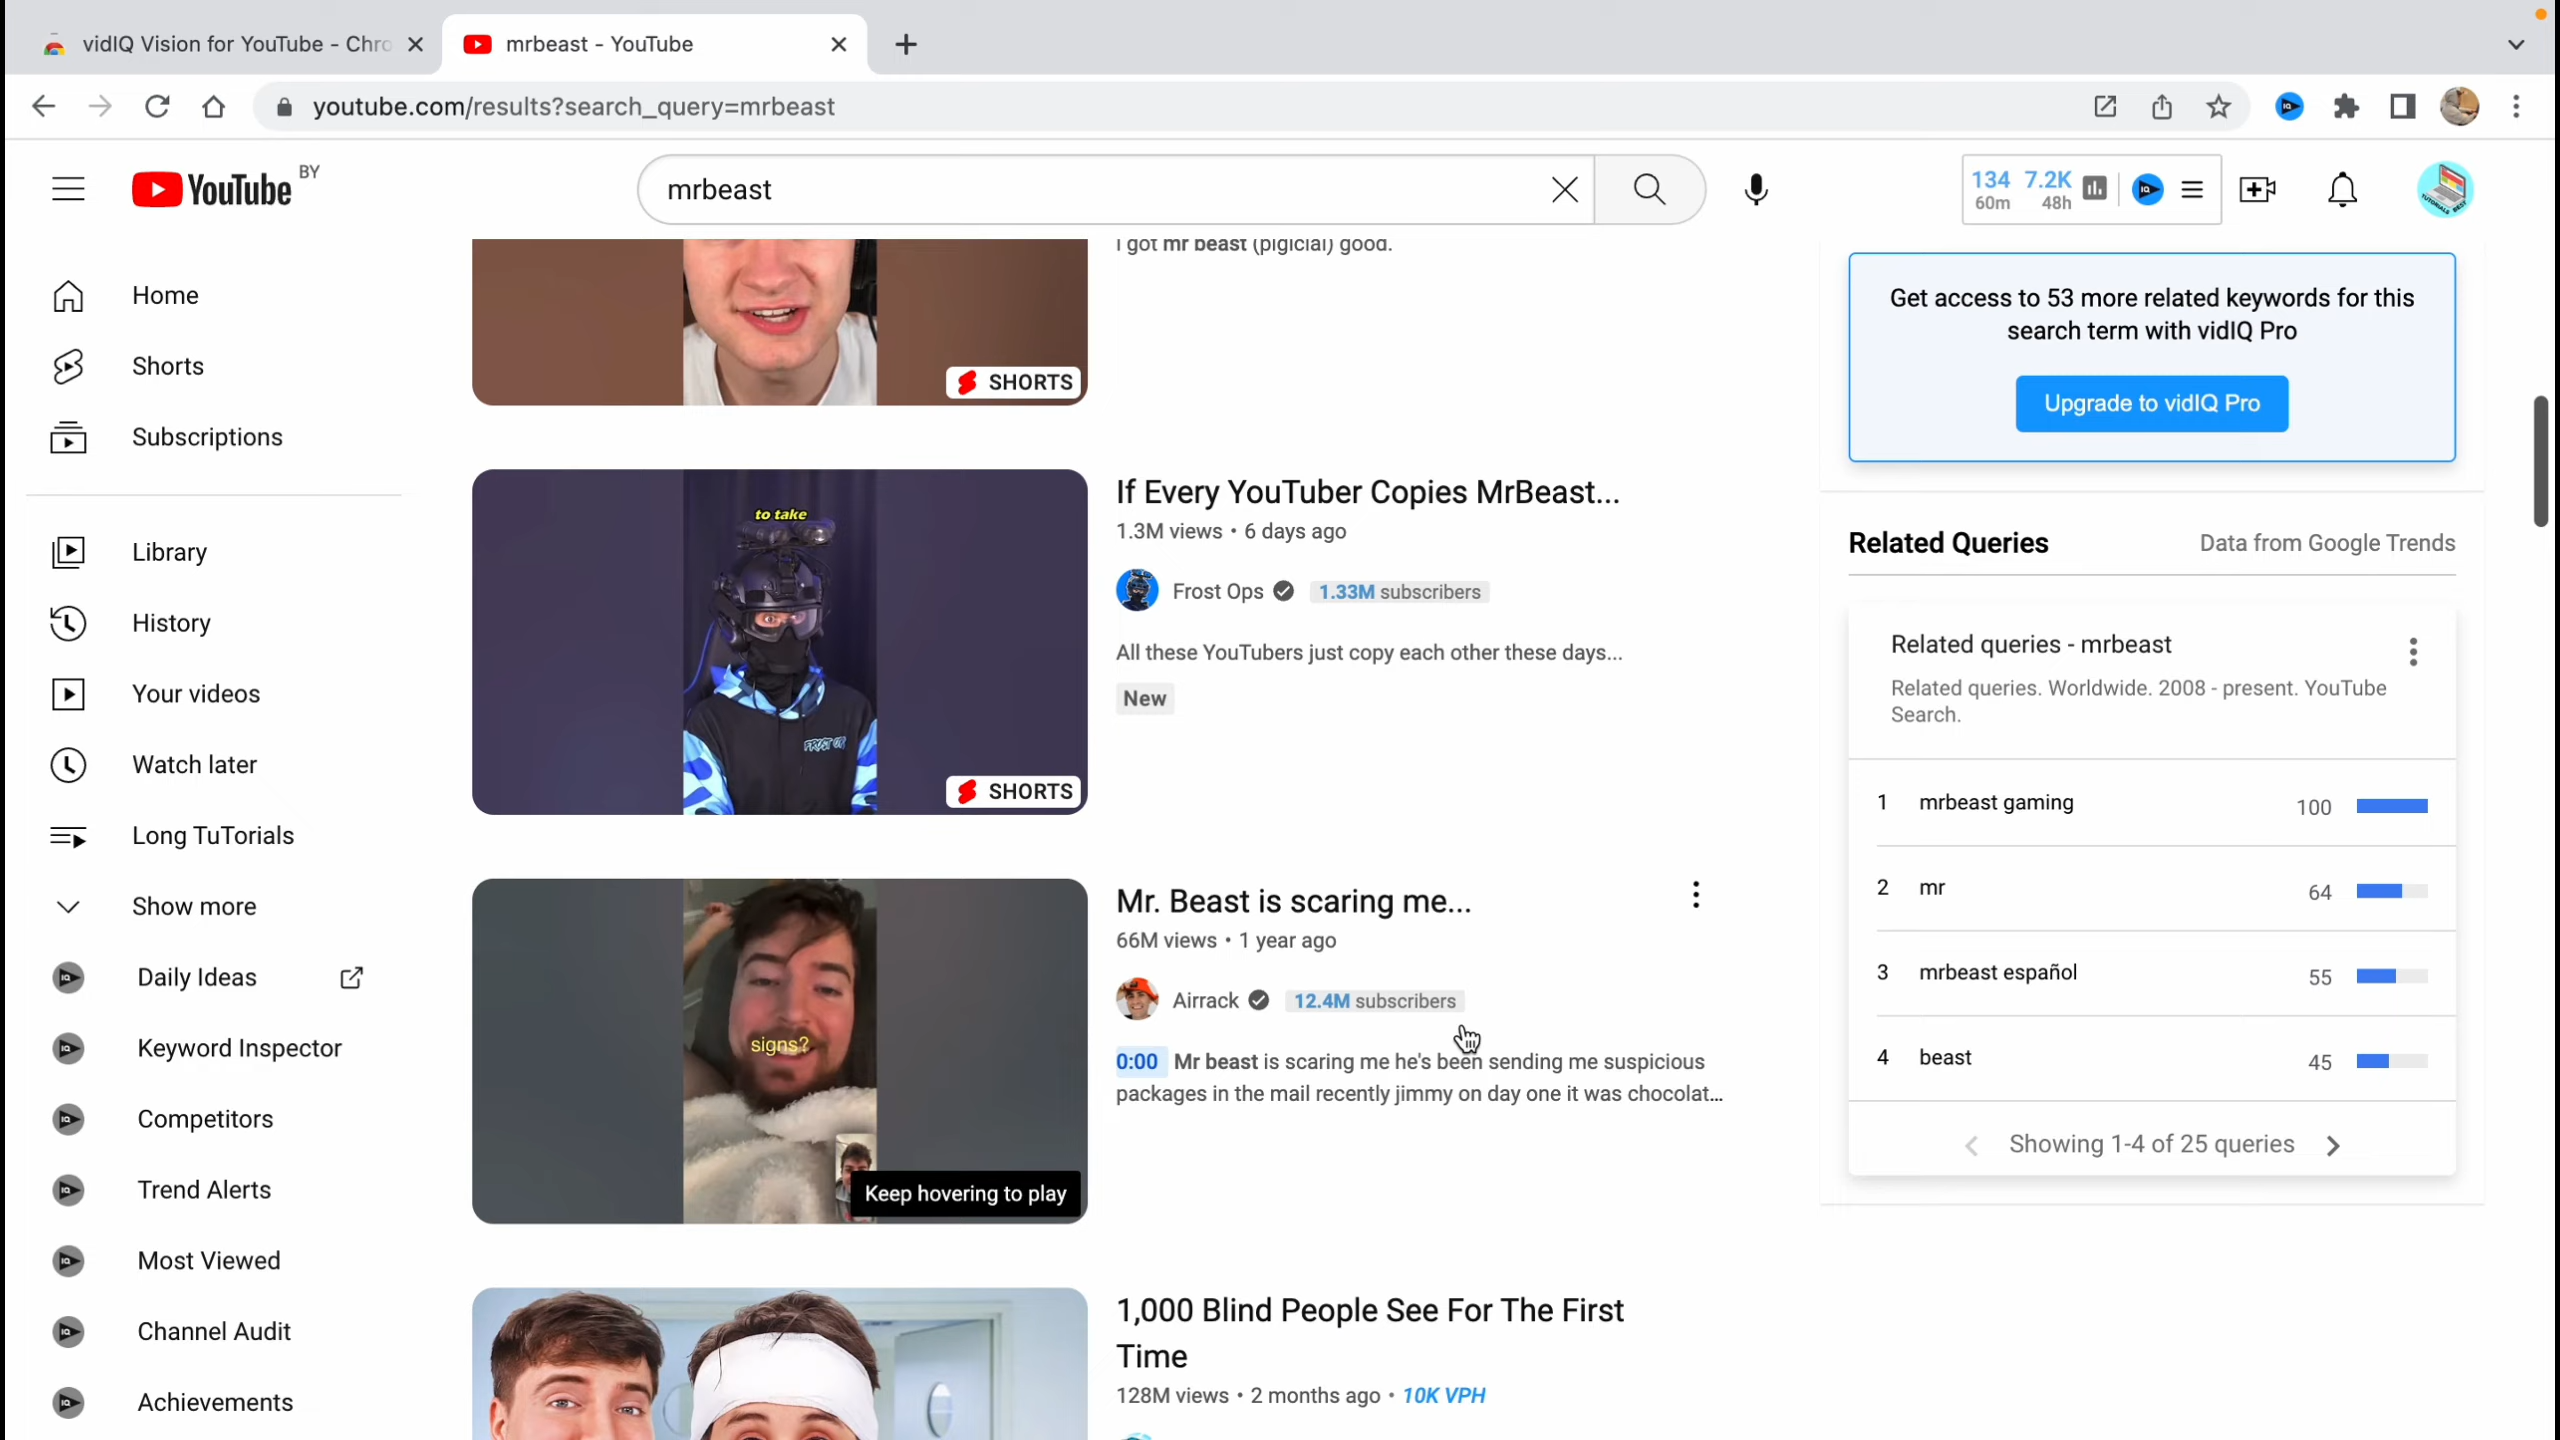 vidIQ Vision for YouTube - Chro
mrbeast - YouTube
youtube.com/results?search_query=mrbeast
YouTube BY
mrbeast
134 7.2K
60m 48h
TUTORIALS BEST
Home
Shorts
Subscriptions
Library
History
Your videos
Watch later
Long TuTorials
Show more
Daily Ideas
Keyword Inspector
Competitors
Trend Alerts
Most Viewed
Channel Audit
Achievements
I got mr beast (pigicial) good.
SHORTS
to take
FROST OPS
SHORTS
If Every YouTuber Copies MrBeast...
1.3M views • 6 days ago
Frost Ops 1.33M subscribers
All these YouTubers just copy each other these days...
New
signs?
Keep hovering to play
Mr. Beast is scaring me...
66M views • 1 year ago
Airrack 12.4M subscribers
0:00 Mr beast is scaring me he's been sending me suspicious
packages in the mail recently jimmy on day one it was chocolat...
1,000 Blind People See For The First
Time
128M views • 2 months ago • 10K VPH
Get access to 53 more related keywords for this
search term with vidIQ Pro
Upgrade to vidIQ Pro
Related Queries Data from Google Trends
Related queries - mrbeast
Related queries. Worldwide. 2008 - present. YouTube
Search.
1 mrbeast gaming 100
2 mr 64
3 mrbeast español 55
4 beast 45
Showing 1-4 of 25 queries